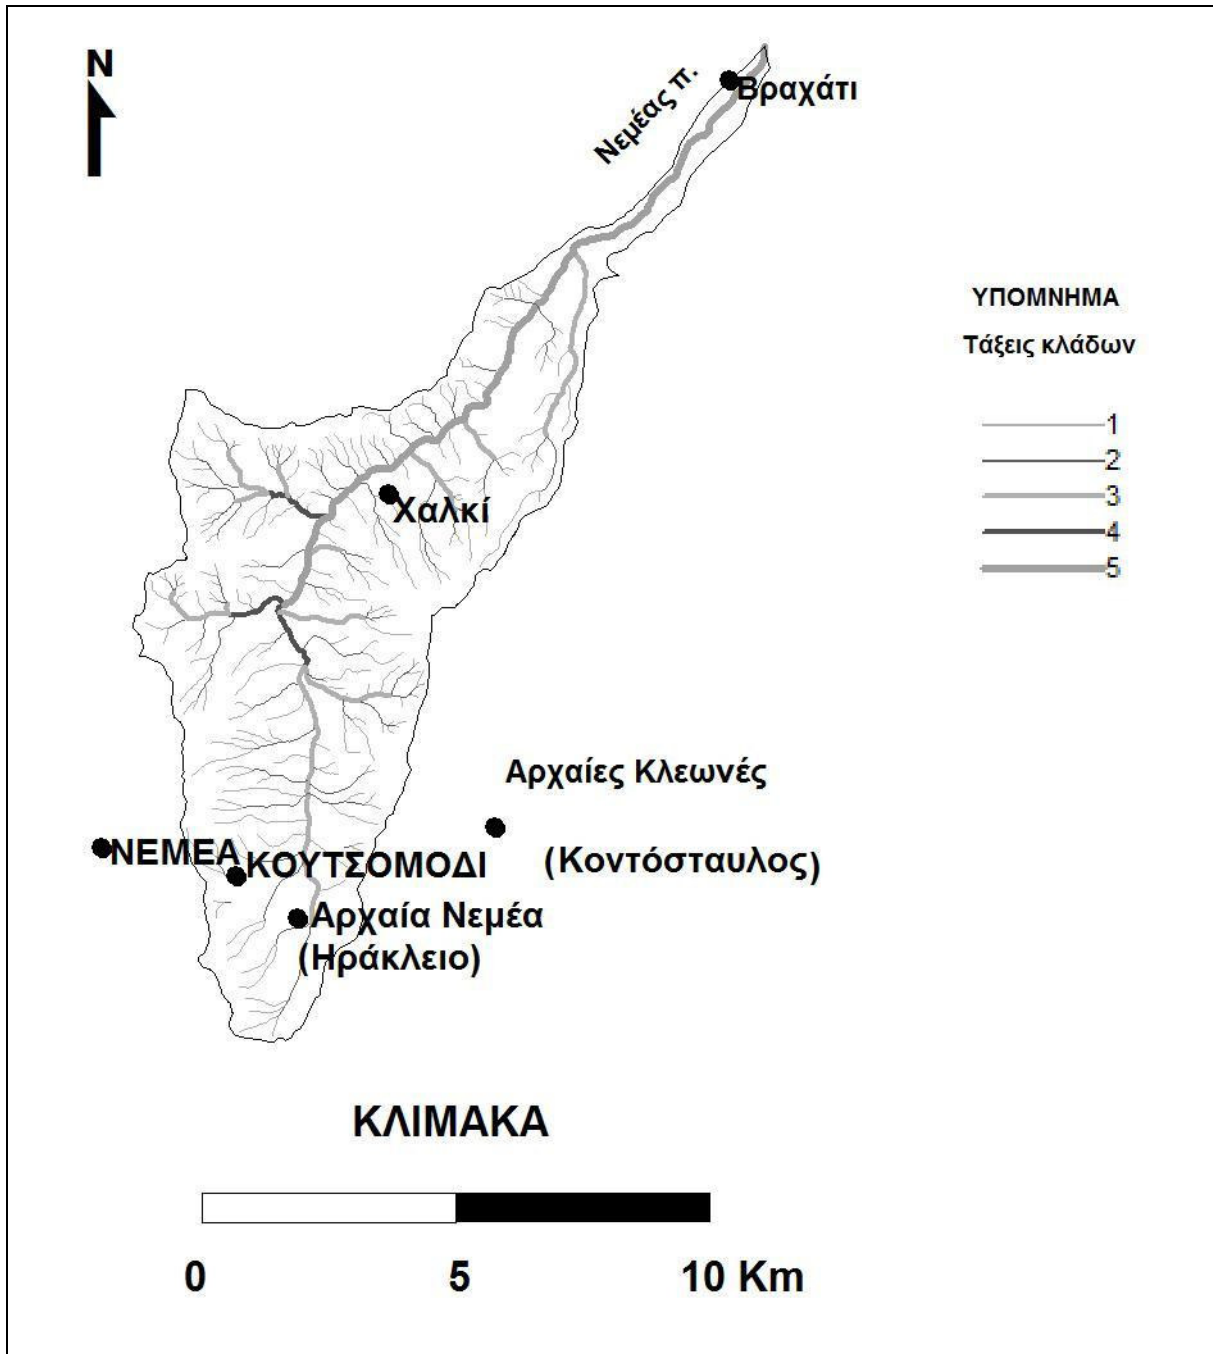 N
Νεμέας π.
Βραχάτι
ΥΠΟΜΝΗΜΑ
Τάξεις κλάδων
1
2
3
4
5
Χαλκί
Αρχαίες Κλεωνές
(Κοντόσταυλος)
ΝΕΜΕΑ
ΚΟΥΤΣΟΜΟΔΙ
Αρχαία Νεμέα
(Ηράκλειο)
ΚΛΙΜΑΚΑ
0 5 10 Km